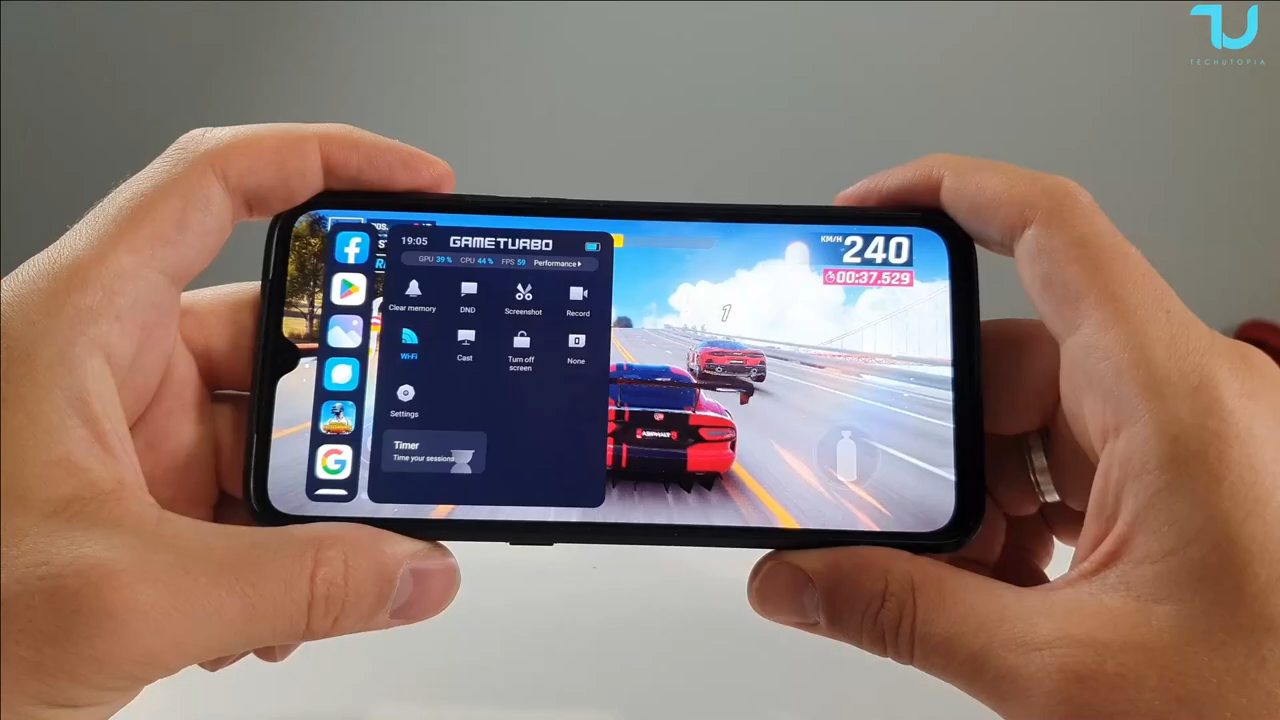 TECHUTOPIA
19:05 GAMETURBO
GPU 39 % CPU 44 % FPS 59 Performance
Clear memory
DND
Screenshot
Record
Wi-Fi
Cast
Turn off
screen
None
Settings
Timer
Time your sessions
KM/H 240
00:37.529
1
ASPHALT